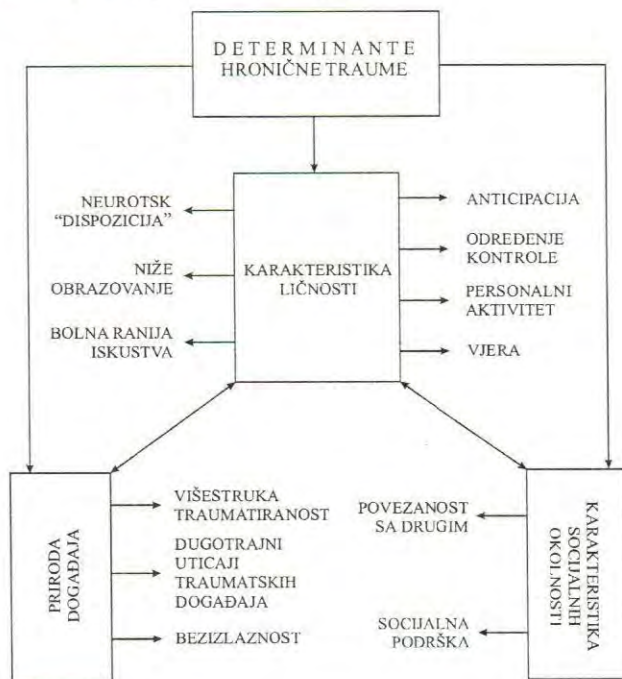 DETERMINANTE
HRONIČNE TRAUME
NEUROTSK
“DISPOZICIJA”
NIŽE
OBRAZOVANJE
BOLNA RANIJA
ISKUSTVA
KARAKTERISTIKA
LIČNOSTI
ANTICIPACIJA
ODREĐENJE
KONTROLE
PERSONALNI
AKTIVITET
VJERA
PRIRODA
DOGAĐAJA
VIŠESTRUKA
TRAUMATIRANOST
DUGOTRAJNI
UTICAJI
TRAUMATSKIH
DOGAĐAJA
BEZIZLAZNOST
POVEZANOST
SA DRUGIM
SOCIJALNA
PODRŠKA
KARAKTERISTIKA
SOCIJALNIH
OKOLNOSTI